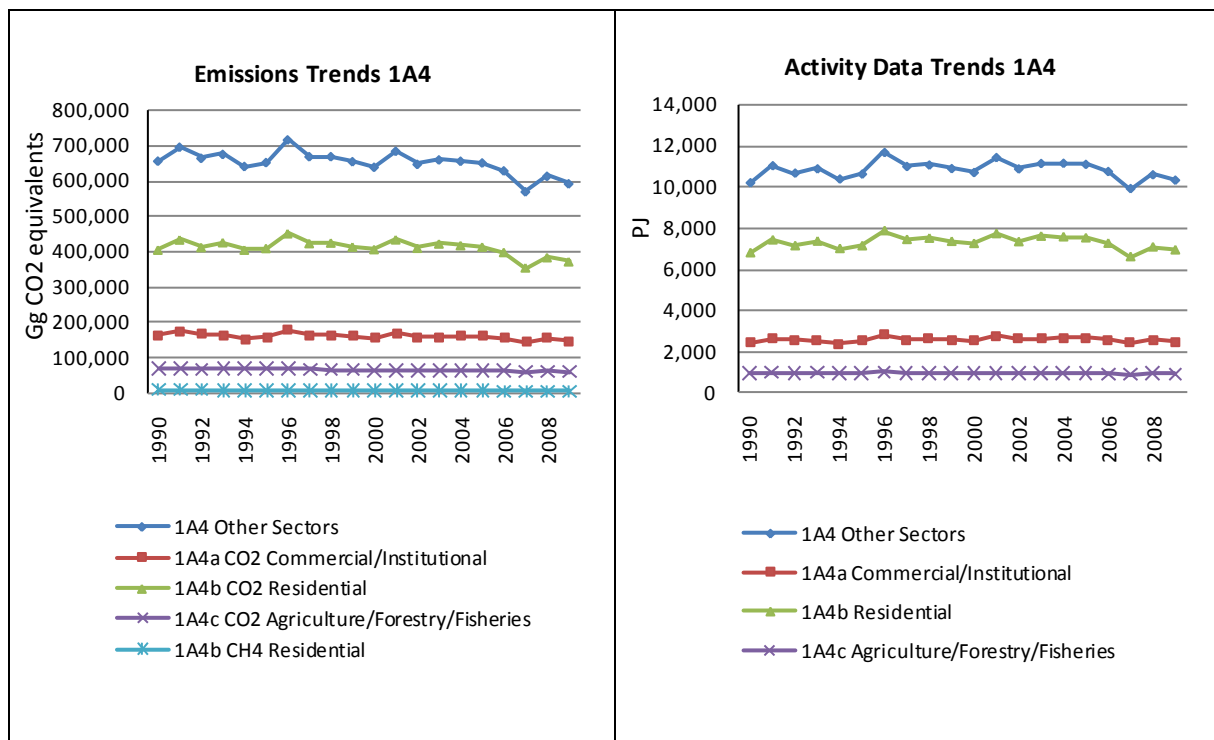 Emissions Trends 1A4
Gg CO2 equivalents
800,000
700,000
600,000
500,000
400,000
300,000
200,000
100,000
0
1990
1992
1994
1996
1998
2000
2002
2004
2006
2008
1A4 Other Sectors
1A4a CO2 Commercial/Institutional
1A4b CO2 Residential
1A4c CO2 Agriculture/Forestry/Fisheries
1A4b CH4 Residential
Activity Data Trends 1A4
PJ
14,000
12,000
10,000
8,000
6,000
4,000
2,000
0
1990
1992
1994
1996
1998
2000
2002
2004
2006
2008
1A4 Other Sectors
1A4a Commercial/Institutional
1A4b Residential
1A4c Agriculture/Forestry/Fisheries